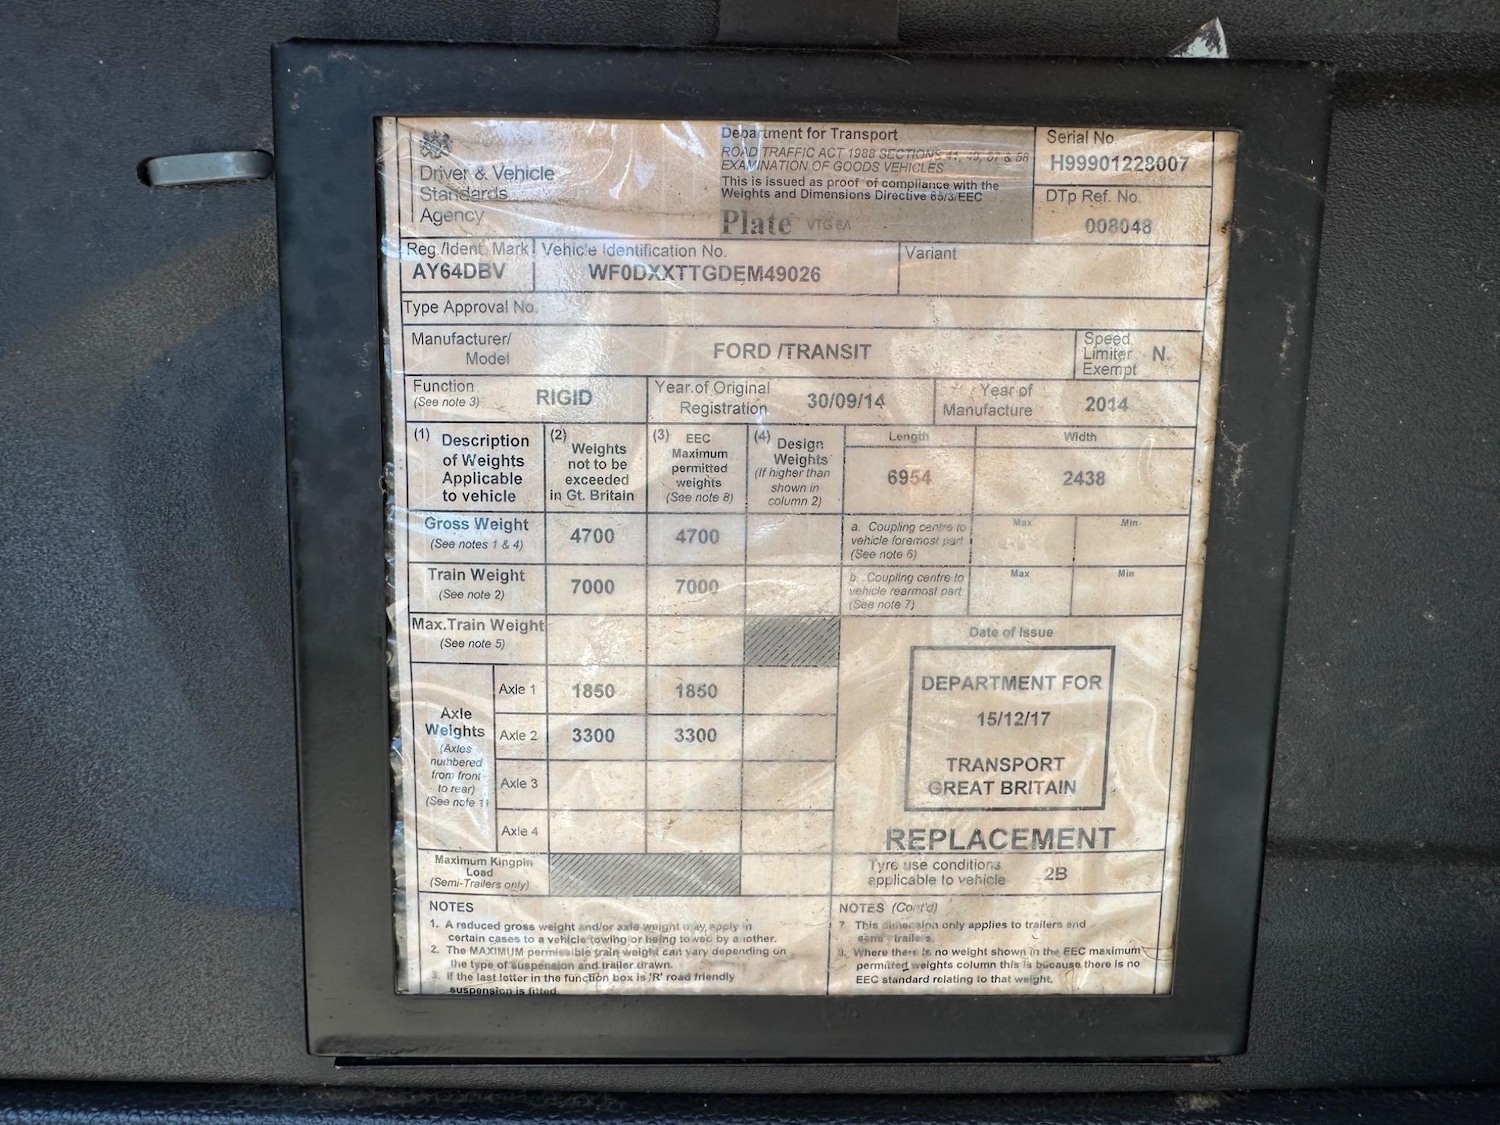 Driver & Vehicle
Standards
Agency
Department for Transport
ROAD TRAFFIC ACT 1988 SECTIONS 41, 49, 57 & 58
EXAMINATION OF GOODS VEHICLES
This is issued as proof of compliance with the
Weights and Dimensions Directive 85/3/EEC
Plate VTG 6A
Serial No
H99901228007
DTp Ref. No.
008048
Reg /Ident Mark
AY64DBV
Vehicle Identification No.
WF0DXXTTGDEM49026
Variant
Type Approval No.
Manufacturer/
Model
FORD /TRANSIT
Speed
Limiter N.
Exempt
Function
(See note 3)
RIGID
Year of Original
Registration
30/09/14
Year of
Manufacture
2014
(1) Description
of Weights
Applicable
to vehicle
(2) Weights
not to be
exceeded
in Gt. Britain
(3) EEC
Maximum
permitted
weights
(See note 8)
(4) Design
Weights
(If higher than
shown in
column 2)
Length
6954
Width
2438
Gross Weight
(See notes 1 & 4)
4700
4700
a. Coupling centre to
vehicle foremost part
(See note 6)
Max
Min
Train Weight
(See note 2)
7000
7000
b. Coupling centre to
vehicle rearmost part
(See note 7)
Max
Min
Max.Train Weight
(See note 5)
Axle
Weights
(Axles
numbered
from front
to rear)
(See note 1)
Axle 1
1850
1850
Axle 2
3300
3300
Axle 3
Axle 4
Maximum Kingpin
Load
(Semi-Trailers only)
Date of Issue
DEPARTMENT FOR
15/12/17
TRANSPORT
GREAT BRITAIN
REPLACEMENT
Tyre use conditions
applicable to vehicle
2B
NOTES
1. A reduced gross weight and/or axle weight may apply in
certain cases to a vehicle towing or being towed by another.
2. The MAXIMUM permissible train weight can vary depending on
the type of suspension and trailer drawn.
3. If the last letter in the function box is 'R' road friendly
suspension is fitted.
NOTES (Cont'd)
7 This dimension only applies to trailers and
semi trailers.
8. Where there is no weight shown in the EEC maximum
permitted weights column this is because there is no
EEC standard relating to that weight.